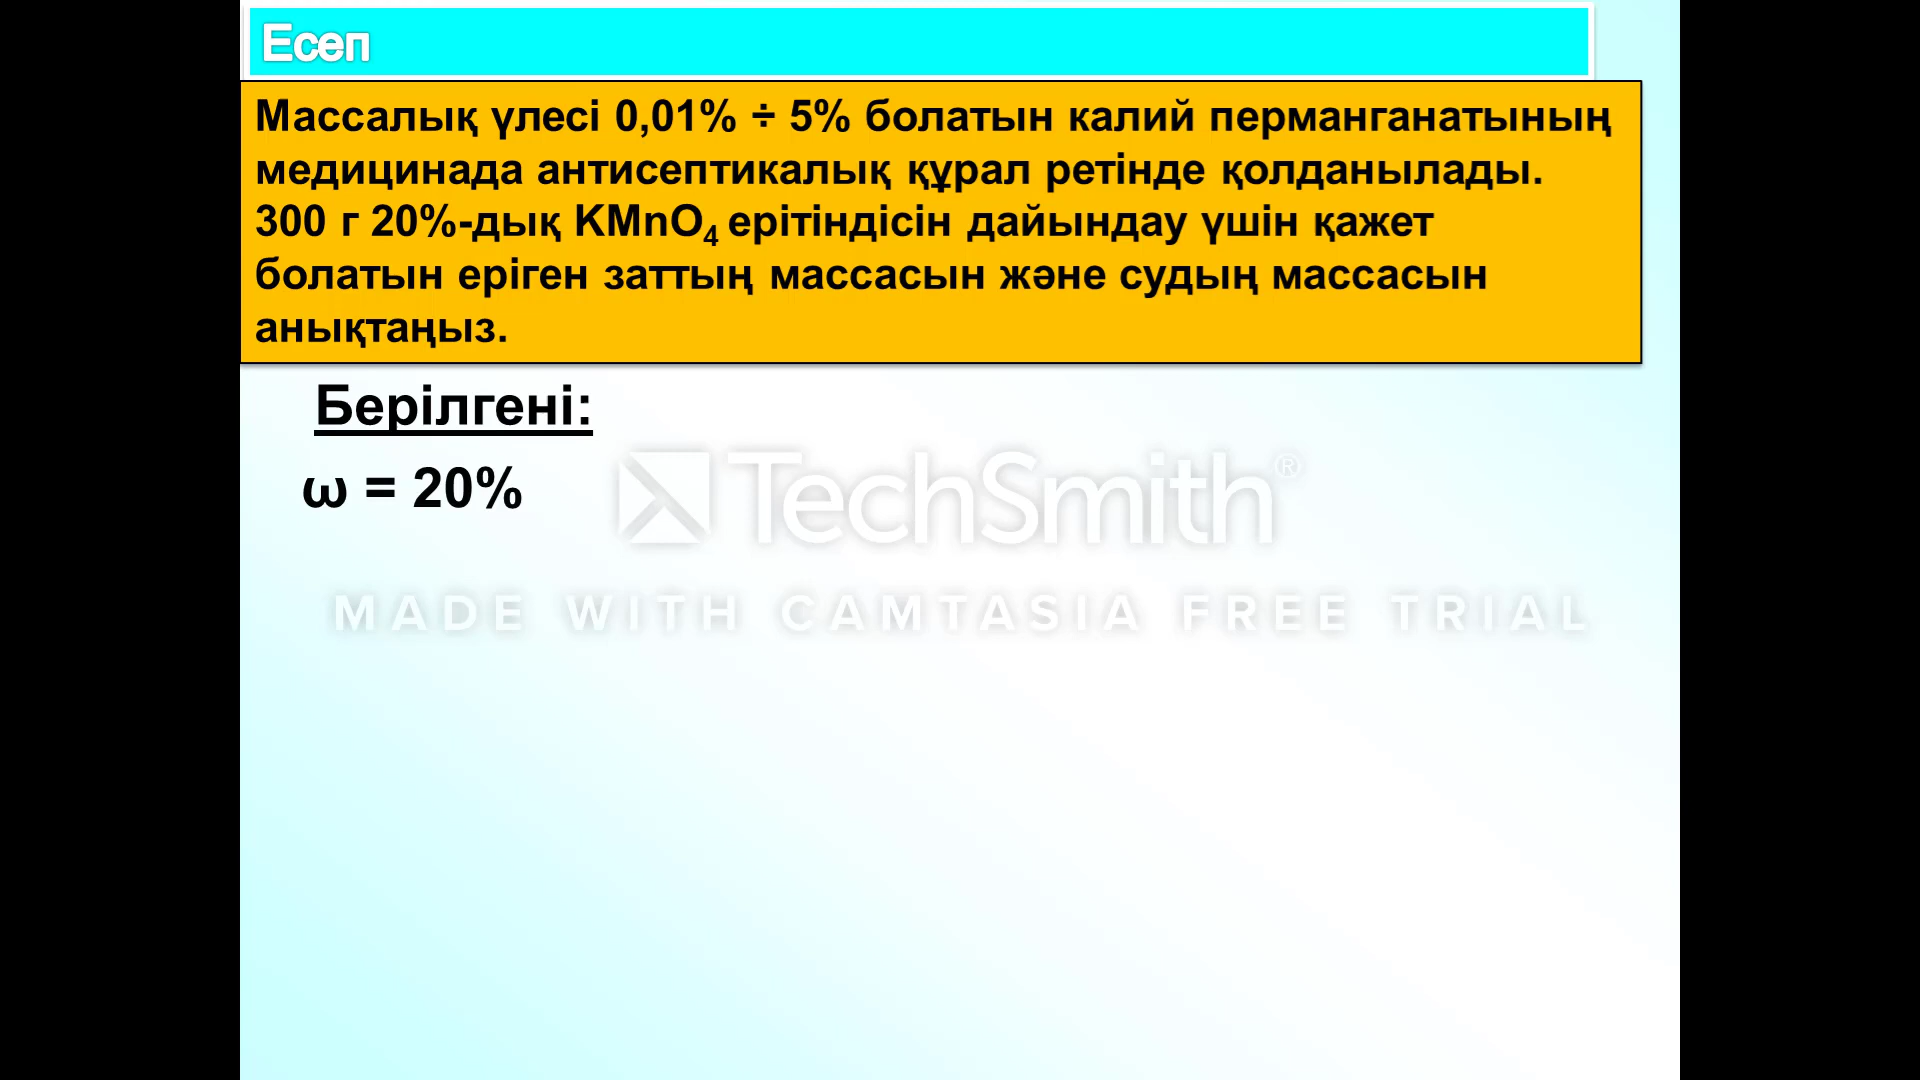 Есеп
Массалық үлесі 0,01% ÷ 5% болатын калий перманганатының
медицинада антисептикалық құрал ретінде қолданылады.
300 г 20%-дық KMnO₄ ерітіндісін дайындау үшін қажет
болатын еріген заттың массасын және судың массасын
анықтаңыз.
Берілгені:
ω = 20%
TechSmith®
MADE WITH CAMTASIA FREE TRIAL